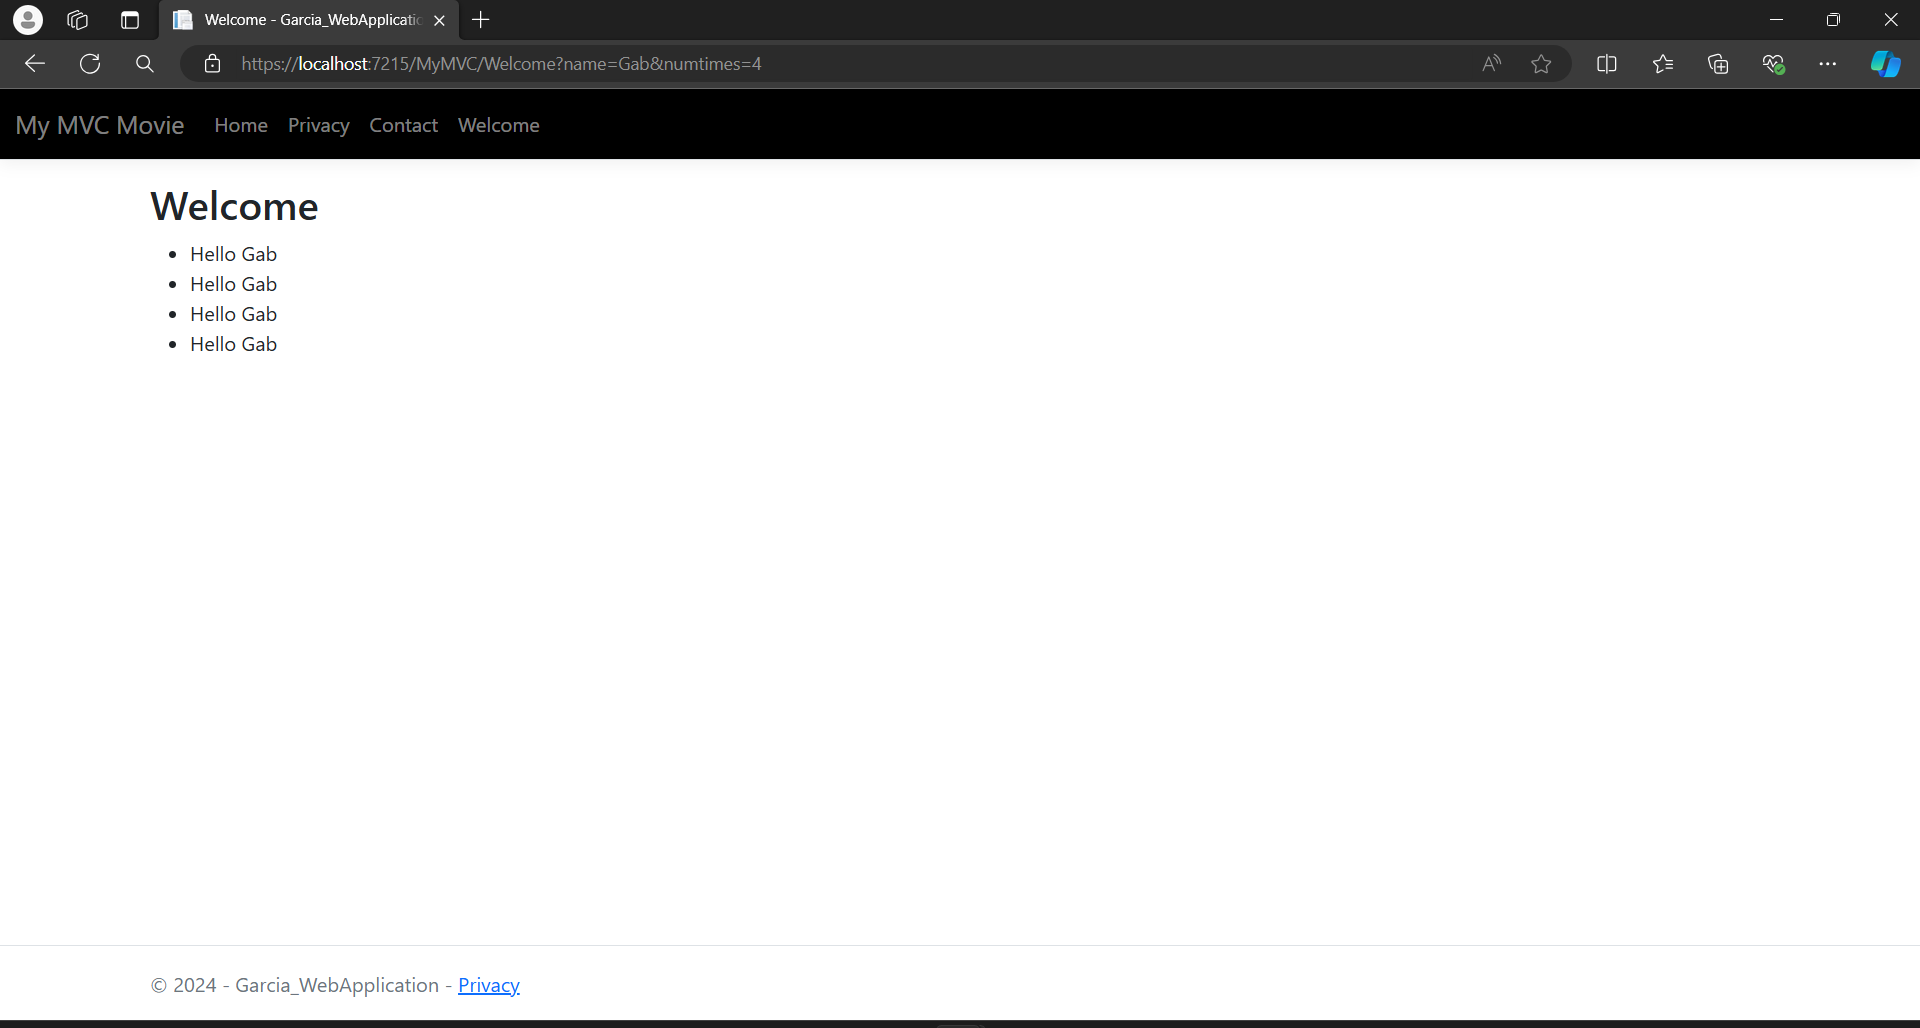 Welcome - Garcia_WebApplicatio
https://localhost:7215/MyMVC/Welcome?name=Gab&numtimes=4
My MVC Movie Home Privacy Contact Welcome
Welcome
• Hello Gab
• Hello Gab
• Hello Gab
• Hello Gab
© 2024 - Garcia_WebApplication - Privacy